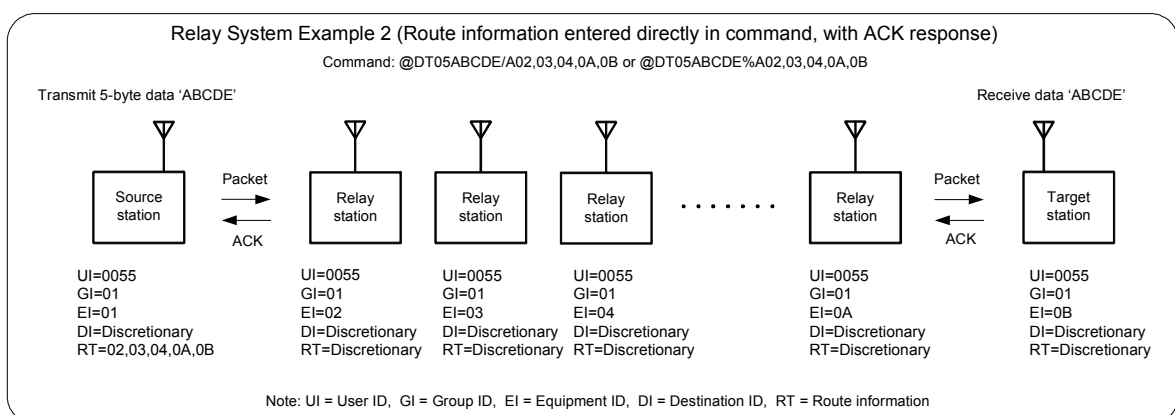 Relay System Example 2 (Route information entered directly in command, with ACK response)
Command: @DT05ABCDE/A02,03,04,0A,0B or @DT05ABCDE%A02,03,04,0A,0B
Transmit 5-byte data ‘ABCDE’
Receive data ‘ABCDE’
Source
station
Packet
ACK
Relay
station
Relay
station
Relay
station
. . . . . . .
Relay
station
Packet
ACK
Target
station
UI=0055
GI=01
EI=01
DI=Discretionary
RT=02,03,04,0A,0B
UI=0055
GI=01
EI=02
DI=Discretionary
RT=Discretionary
UI=0055
GI=01
EI=03
DI=Discretionary
RT=Discretionary
UI=0055
GI=01
EI=04
DI=Discretionary
RT=Discretionary
UI=0055
GI=01
EI=0A
DI=Discretionary
RT=Discretionary
UI=0055
GI=01
EI=0B
DI=Discretionary
RT=Discretionary
Note: UI = User ID, GI = Group ID, EI = Equipment ID, DI = Destination ID, RT = Route information